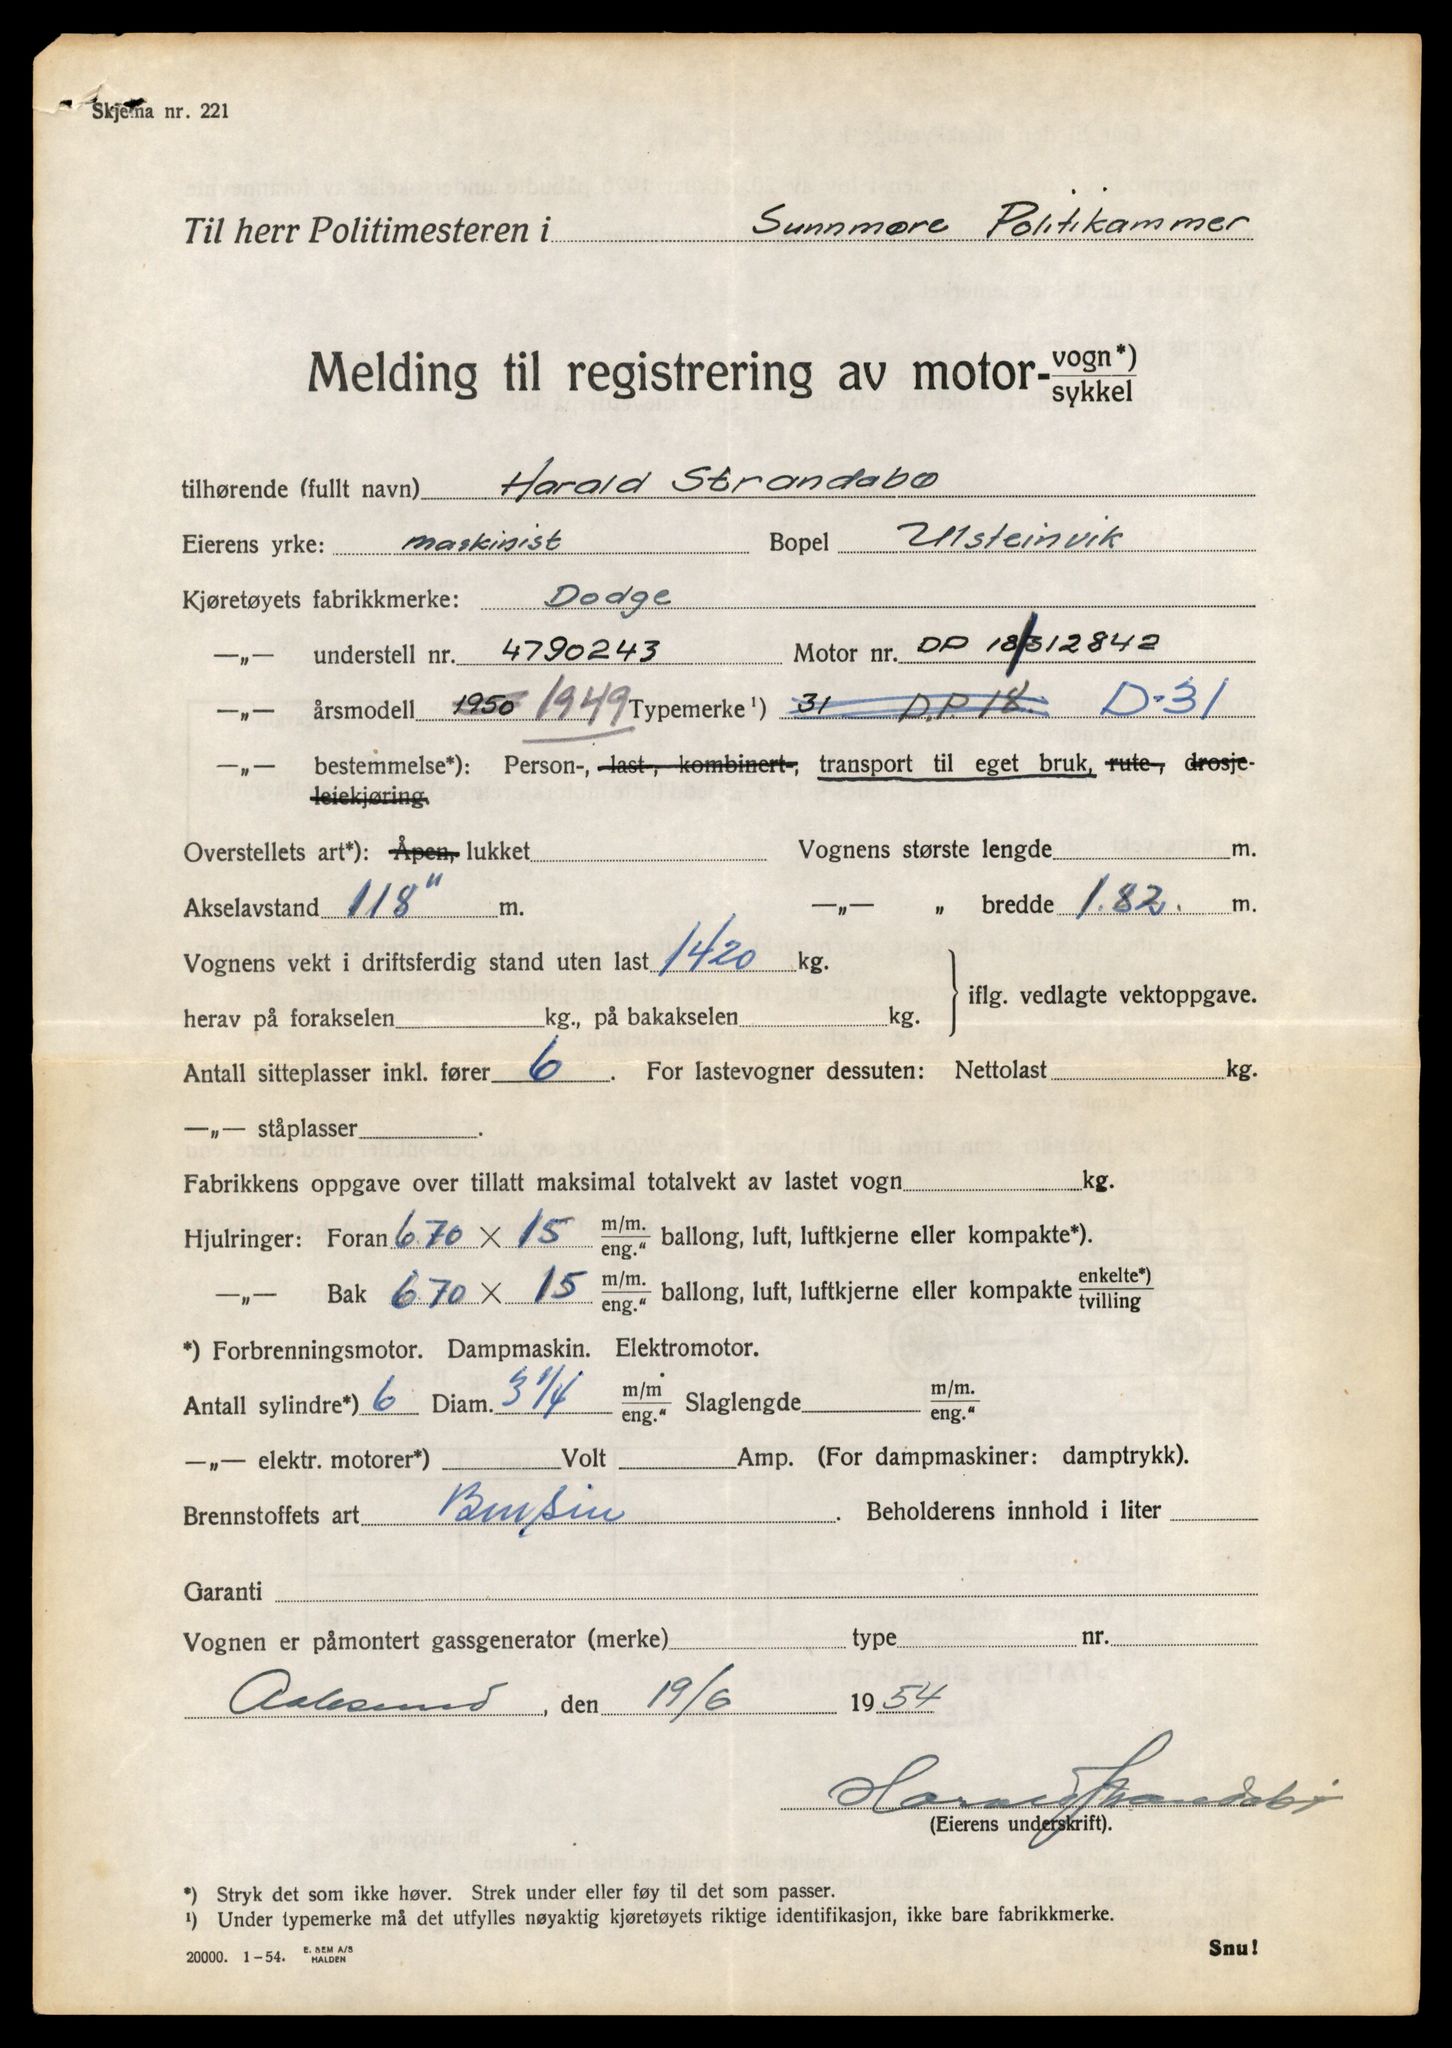 Skjema nr. 221
Til herr Politimesteren i Sunnmøre Politikammer
Melding til registrering av motor-vogn*)
sykkel
tilhørende (fullt navn) Harald Strandabø
Eierens yrke: maskinist Bopel Ulsteinvik
Kjøretøyets fabrikkmerke: Dodge
—„— understell nr. 4790243 Motor nr. DD 18/312842
—„— årsmodell 1950 1949 Typemerke¹) 31 D.P. 18. D-31
—„— bestemmelse*): Person-, last-, kombinert-, transport til eget bruk, rute-, drosje-
leiekjøring.
Overstellets art*): Åpen, lukket Vognens største lengde m.
Akselavstand 118" m. —„— „ bredde 1.82. m.
Vognens vekt i driftsferdig stand uten last 1420 kg.
iflg. vedlagte vektoppgave.
herav på forakselen kg., på bakakselen kg.
Antall sitteplasser inkl. fører 6. For lastevogner dessuten: Nettolast kg.
—„— ståplasser .
Fabrikkens oppgave over tillatt maksimal totalvekt av lastet vogn kg.
Hjulringer: Foran 6.70 × 15 m/m. eng.“ ballong, luft, luftkjerne eller kompakte*).
—„— Bak 6.70 × 15 m/m. eng.“ ballong, luft, luftkjerne eller kompakte enkelte*) tvilling
*) Forbrenningsmotor. Dampmaskin. Elektromotor.
Antall sylindre*) 6 Diam. 3 1/4 m/m eng.“ Slaglengde m/m. eng.“
—„— elektr. motorer*) Volt Amp. (For dampmaskiner: damptrykk).
Brennstoffets art Bensin . Beholderens innhold i liter
Garanti
Vognen er påmontert gassgenerator (merke) type nr.
Aalesund, den 19/6 1954
Harald Strandabø
(Eierens underskrift).
*) Stryk det som ikke høver. Strek under eller føy til det som passer.
¹) Under typemerke må det utfylles nøyaktig kjøretøyets riktige identifikasjon, ikke bare fabrikkmerke.
20000. 1-54. E. SEM A/S HALDEN Snu!